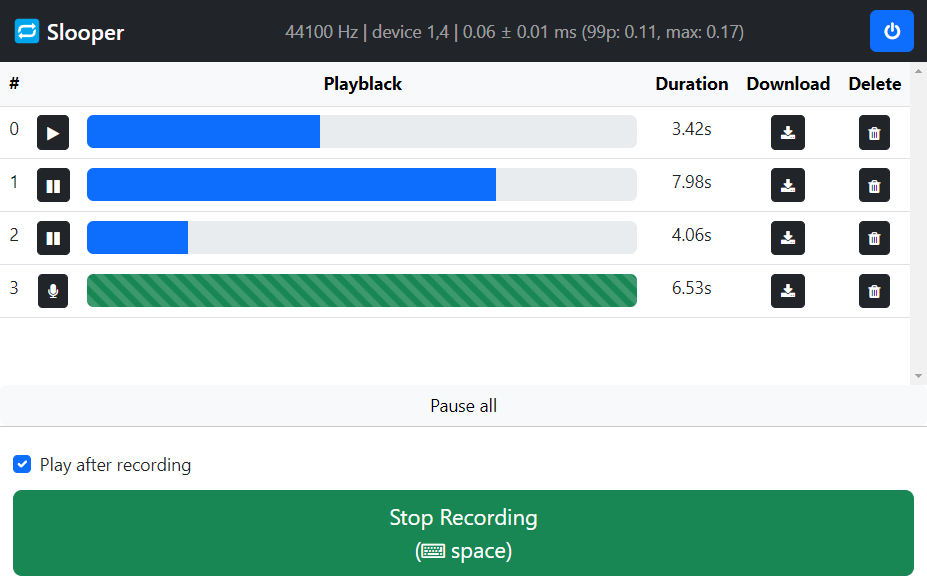 Slooper 44100 Hz | device 1,4 | 0.06 ± 0.01 ms (99p: 0.11, max: 0.17)
# Playblack Duration Download Delete
0 3.42s
1 7.98s
2 4.06s
3 6.53s
Pause all
Play after recording
Stop Recording
(⌨ space)